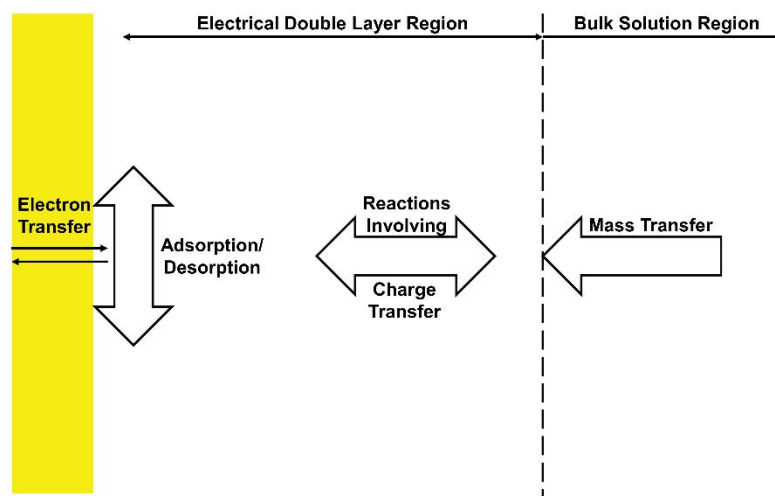 Electrical Double Layer Region
Bulk Solution Region
Electron
Transfer
Adsorption/
Desorption
Reactions
Involving
Charge
Transfer
Mass Transfer